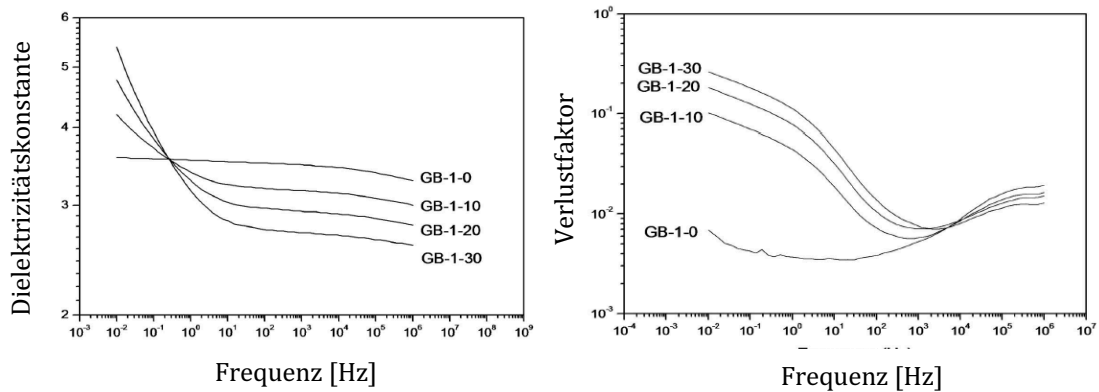 Dielektrizitätskonstante
6
5
4
3
2
GB-1-0
GB-1-10
GB-1-20
GB-1-30
10⁻³ 10⁻² 10⁻¹ 10⁰ 10¹ 10² 10³ 10⁴ 10⁵ 10⁶ 10⁷ 10⁸ 10⁹
Frequenz [Hz]
Verlustfaktor
10⁰
10⁻¹
10⁻²
10⁻³
GB-1-30
GB-1-20
GB-1-10
GB-1-0
10⁻⁴ 10⁻³ 10⁻² 10⁻¹ 10⁰ 10¹ 10² 10³ 10⁴ 10⁵ 10⁶ 10⁷
Frequenz [Hz]